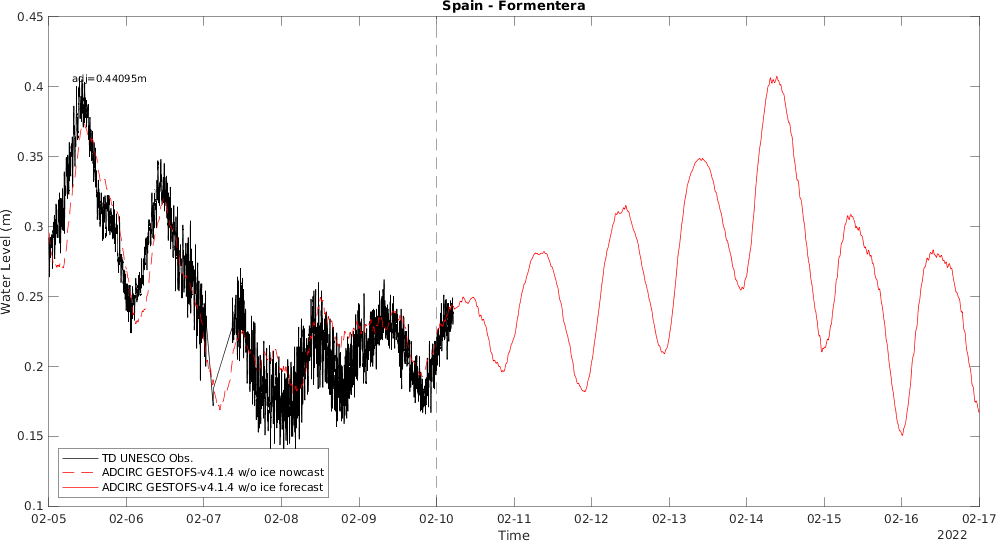 Spain - Formentera
Water Level (m)
0.45
0.4
0.35
0.3
0.25
0.2
0.15
0.1
adj=0.44095m
TD UNESCO Obs.
ADCIRC GESTOFS-v4.1.4 w/o ice nowcast
ADCIRC GESTOFS-v4.1.4 w/o ice forecast
02-05 02-06 02-07 02-08 02-09 02-10 02-11 02-12 02-13 02-14 02-15 02-16 02-17
Time
2022